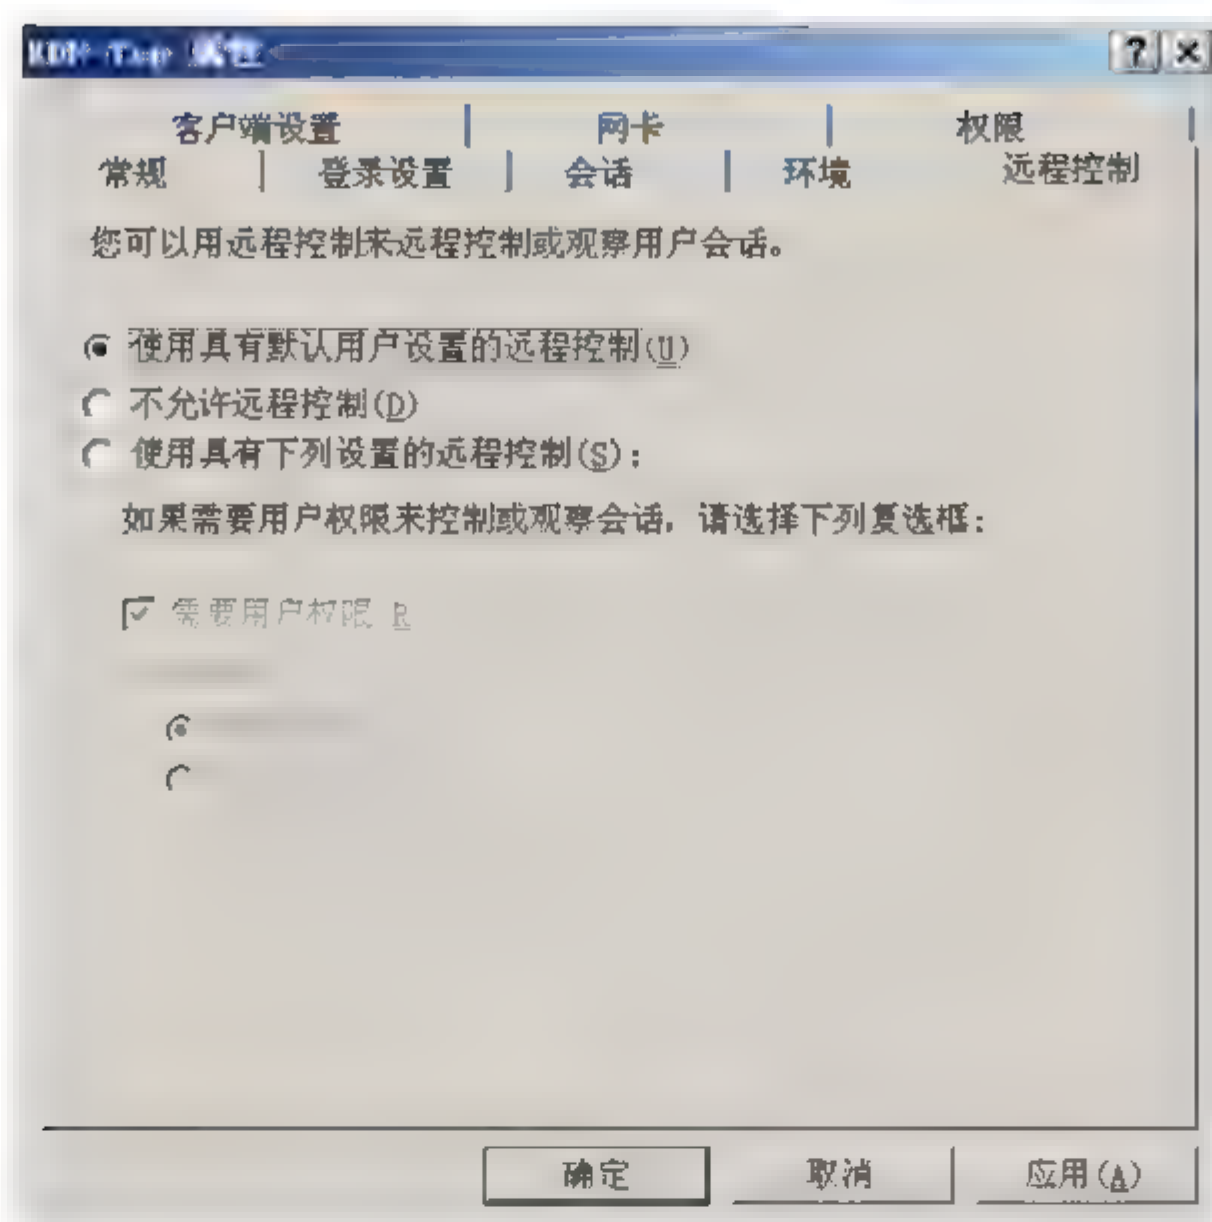 属性
客户端设置 网卡 权限
常规 登录设置 会话 环境 远程控制
您可以用远程控制来远程控制或观察用户会话。
使用具有默认用户设置的远程控制(U)
不允许远程控制(D)
使用具有下列设置的远程控制(S):
如果需要用户权限来控制或观察会话, 请选择下列复选框:
需要用户权限 R
确定 取消 应用(A)